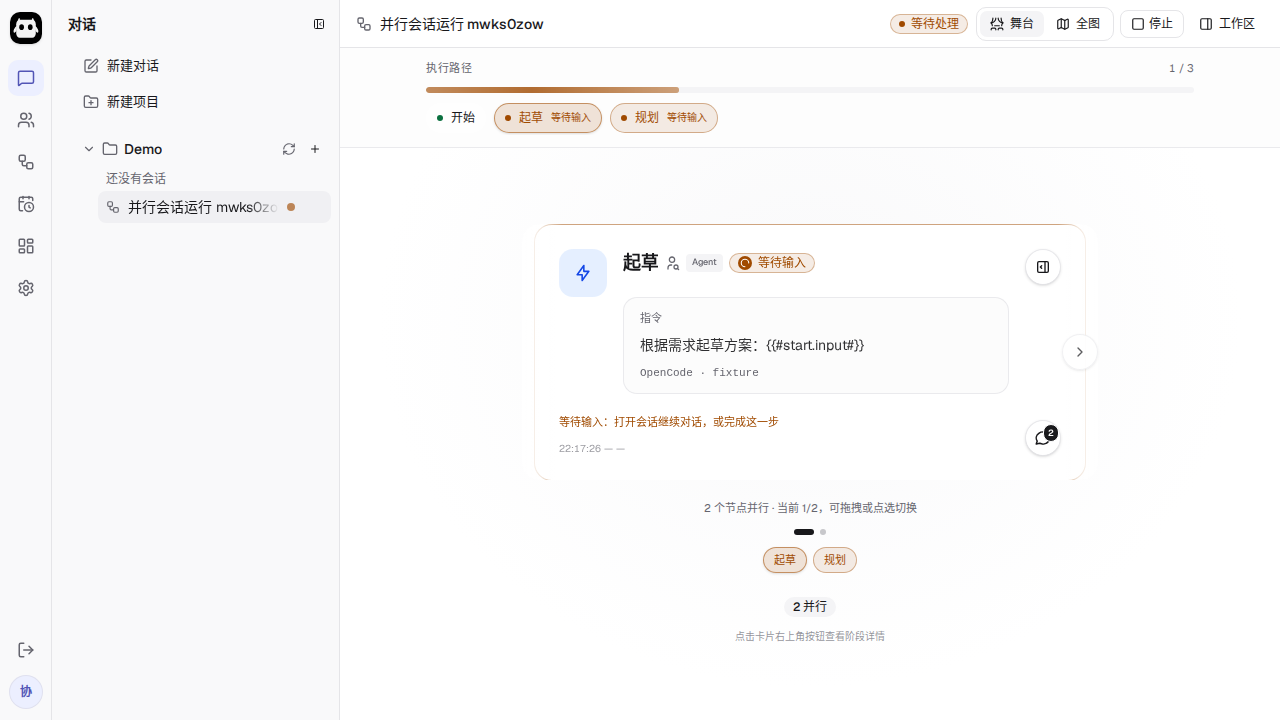 对话
新建对话
新建项目
Demo
还没有会话
并行会话运行 mwks0zo
协
并行会话运行 mwks0zow
等待处理
舞台
全图
停止
工作区
执行路径
1 / 3
开始
起草 等待输入
规划 等待输入
起草
Agent
等待输入
指令
根据需求起草方案：{{#start.input#}}
OpenCode · fixture
等待输入：打开会话继续对话，或完成这一步
22:17:26 — —
2
2 个节点并行 · 当前 1/2，可拖拽或点选切换
起草
规划
2 并行
点击卡片右上角按钮查看阶段详情